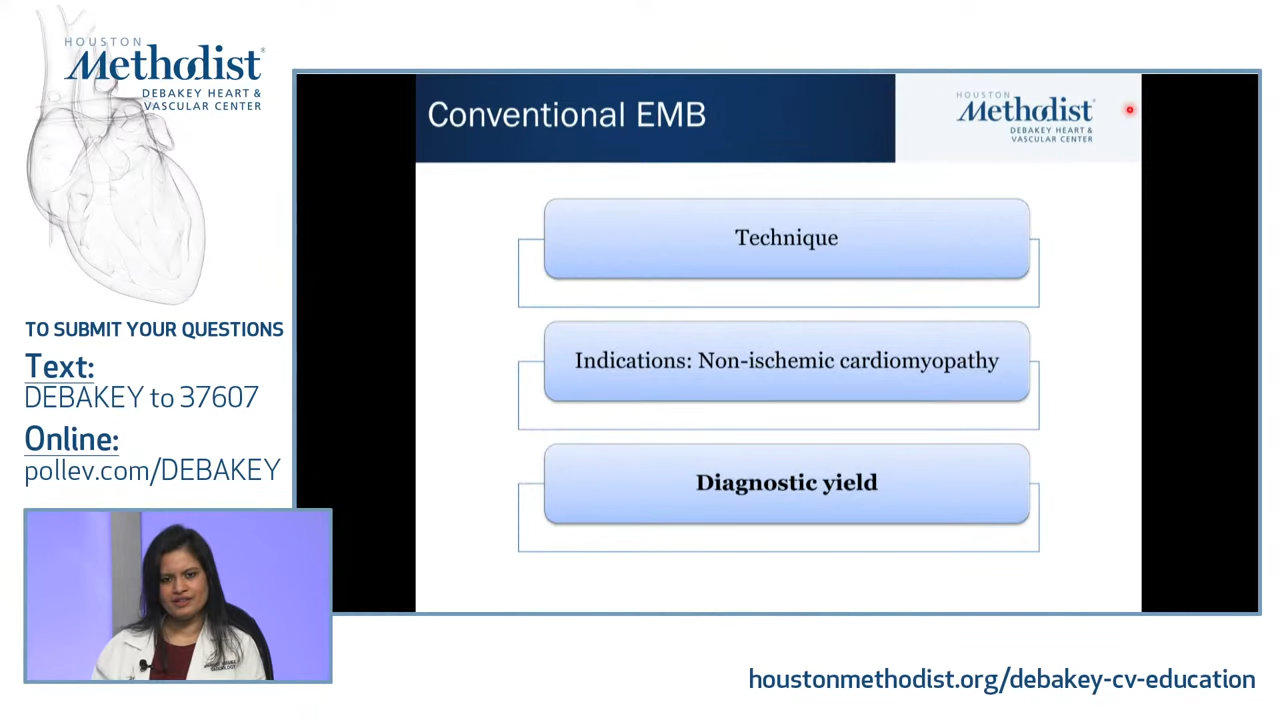 HOUSTON
Methodist®
DEBAKEY HEART &
VASCULAR CENTER
TO SUBMIT YOUR QUESTIONS
Text:
DEBAKEY to 37607
Online:
pollev.com/DEBAKEY
Conventional EMB
HOUSTON
Methodist®
DEBAKEY HEART &
VASCULAR CENTER
Technique
Indications: Non-ischemic cardiomyopathy
Diagnostic yield
houstonmethodist.org/debakey-cv-education